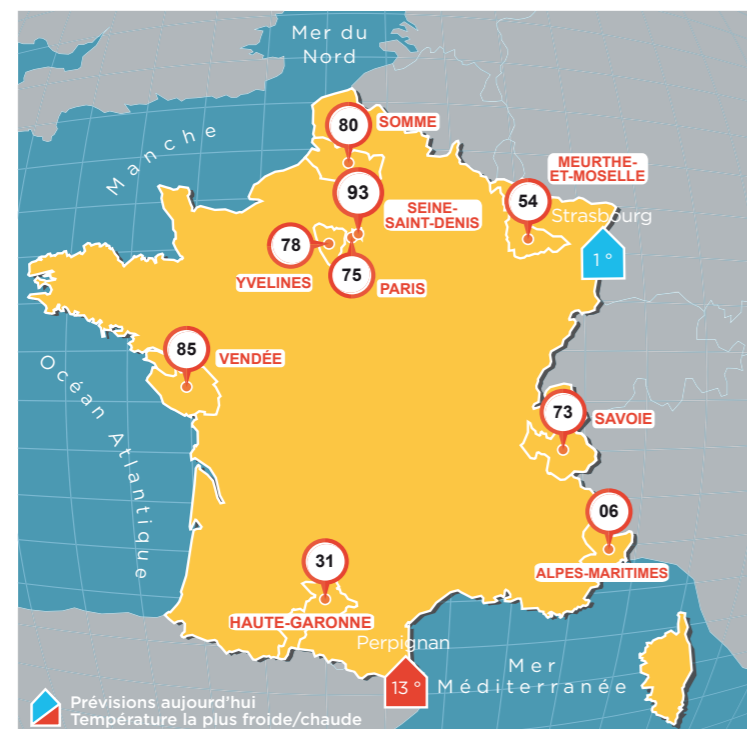 Mer du
Nord
Manche
80
SOMME
MEURTHE-
ET-MOSELLE
93
SEINE-
SAINT-DENIS
54
Strasbourg
78
1 °
YVELINES
75
PARIS
85
VENDÉE
Océan Atlantique
73
SAVOIE
06
ALPES-MARITIMES
31
HAUTE-GARONNE
Perpignan
13 °
Mer
Méditerranée
Prévisions aujourd'hui
Température la plus froide/chaude